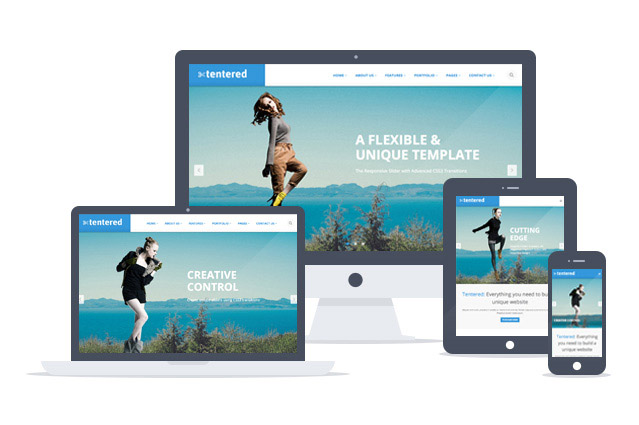 tentered
HOME ABOUT US FEATURES PORTFOLIO PAGES CONTACT US
A FLEXIBLE &
UNIQUE TEMPLATE
The Responsive Slider with Advanced CSS3 Transitions
tentered
HOME ABOUT US FEATURES PORTFOLIO PAGES CONTACT US
CREATIVE
CONTROL
tentered
CUTTING
EDGE
Tentered: Everything you need to build a
unique website
tentered
CREATIVE CONTROL
Tentered: Everything
you need to build a
unique website